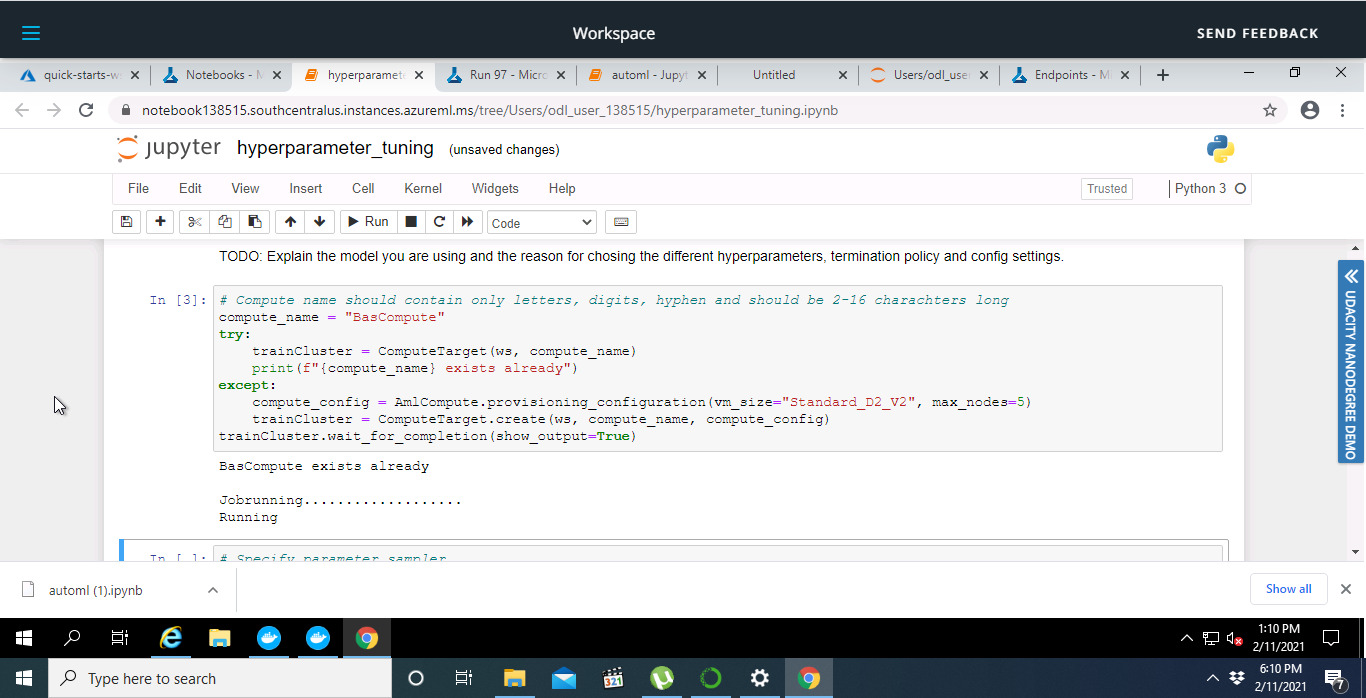 Workspace
SEND FEEDBACK
quick-starts-w
Notebooks - M
hyperparamet
Run 97 - Micro
automl - Jupyt
Untitled
Users/odl_use
Endpoints - M
notebook138515.southcentralus.instances.azureml.ms/tree/Users/odl_user_138515/hyperparameter_tuning.ipynb
jupyter hyperparameter_tuning (unsaved changes)
File Edit View Insert Cell Kernel Widgets Help
Trusted
Python 3
Run
Code
TODO: Explain the model you are using and the reason for chosing the different hyperparameters, termination policy and config settings.
In [3]: # Compute name should contain only letters, digits, hyphen and should be 2-16 charachters long
compute_name = "BasCompute"
try:
    trainCluster = ComputeTarget(ws, compute_name)
    print(f"{compute_name} exists already")
except:
    compute_config = AmlCompute.provisioning_configuration(vm_size="Standard_D2_V2", max_nodes=5)
    trainCluster = ComputeTarget.create(ws, compute_name, compute_config)
trainCluster.wait_for_completion(show_output=True)
BasCompute exists already
Jobrunning...................
Running
In [ ]: # Specify parameter sampler
UDACITY NANODEGREE DEMO
automl (1).ipynb
Show all
1:10 PM
2/11/2021
Type here to search
321
6:10 PM
2/11/2021
7